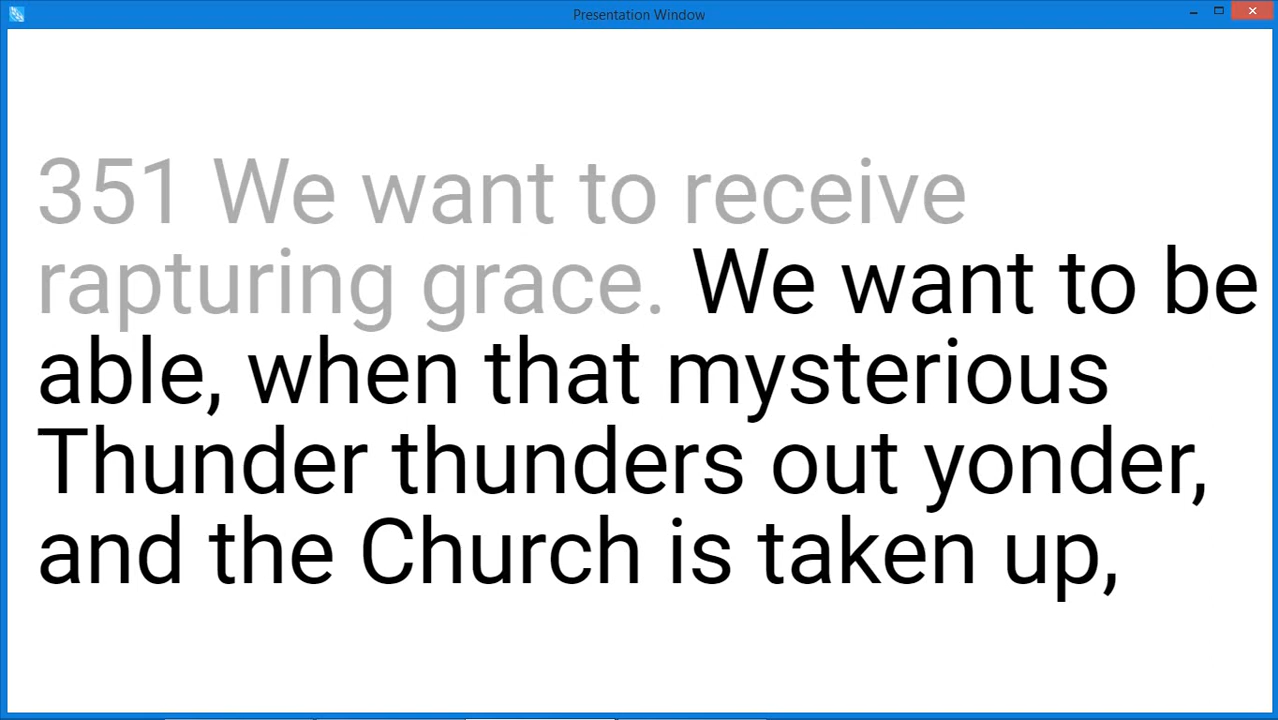 Presentation Window
351 We want to receive
rapturing grace. We want to be
able, when that mysterious
Thunder thunders out yonder,
and the Church is taken up,